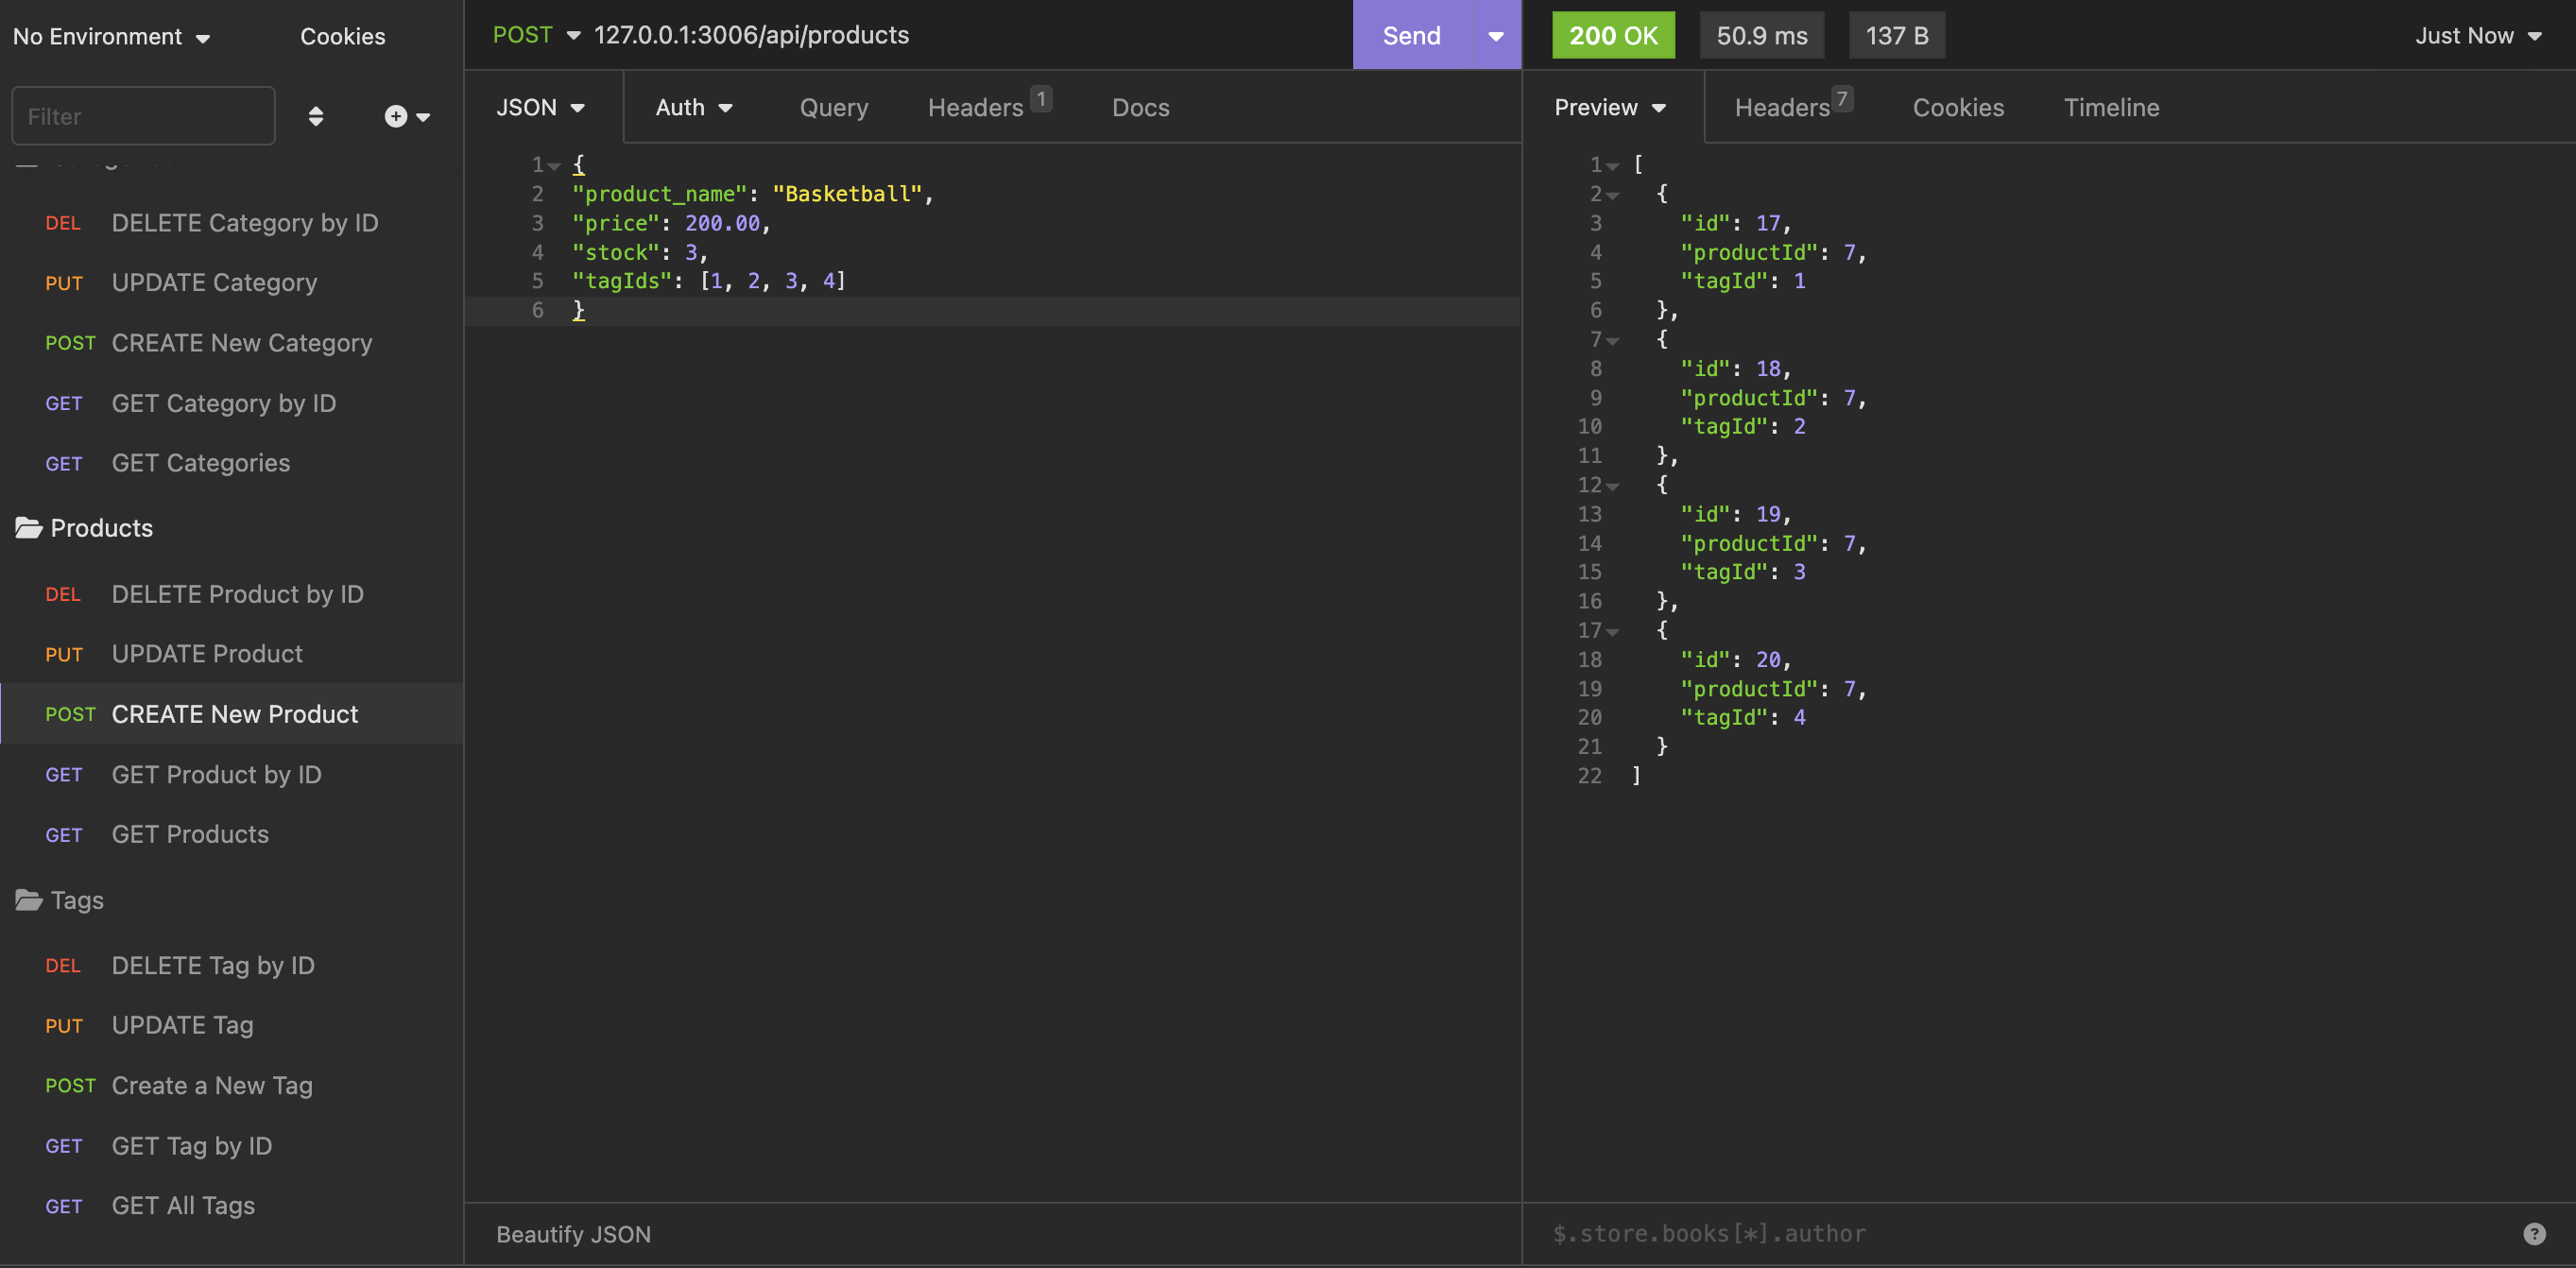 No Environment
Cookies
Filter
DEL DELETE Category by ID
PUT UPDATE Category
POST CREATE New Category
GET GET Category by ID
GET GET Categories
Products
DEL DELETE Product by ID
PUT UPDATE Product
POST CREATE New Product
GET GET Product by ID
GET GET Products
Tags
DEL DELETE Tag by ID
PUT UPDATE Tag
POST Create a New Tag
GET GET Tag by ID
GET GET All Tags
POST 127.0.0.1:3006/api/products
Send
JSON Auth Query Headers 1 Docs
1 {
2 "product_name": "Basketball",
3 "price": 200.00,
4 "stock": 3,
5 "tagIds": [1, 2, 3, 4]
6 }
Beautify JSON
200 OK 50.9 ms 137 B Just Now
Preview Headers 7 Cookies Timeline
1 [
2 {
3 "id": 17,
4 "productId": 7,
5 "tagId": 1
6 },
7 {
8 "id": 18,
9 "productId": 7,
10 "tagId": 2
11 },
12 {
13 "id": 19,
14 "productId": 7,
15 "tagId": 3
16 },
17 {
18 "id": 20,
19 "productId": 7,
20 "tagId": 4
21 }
22 ]
$.store.books[*].author
?